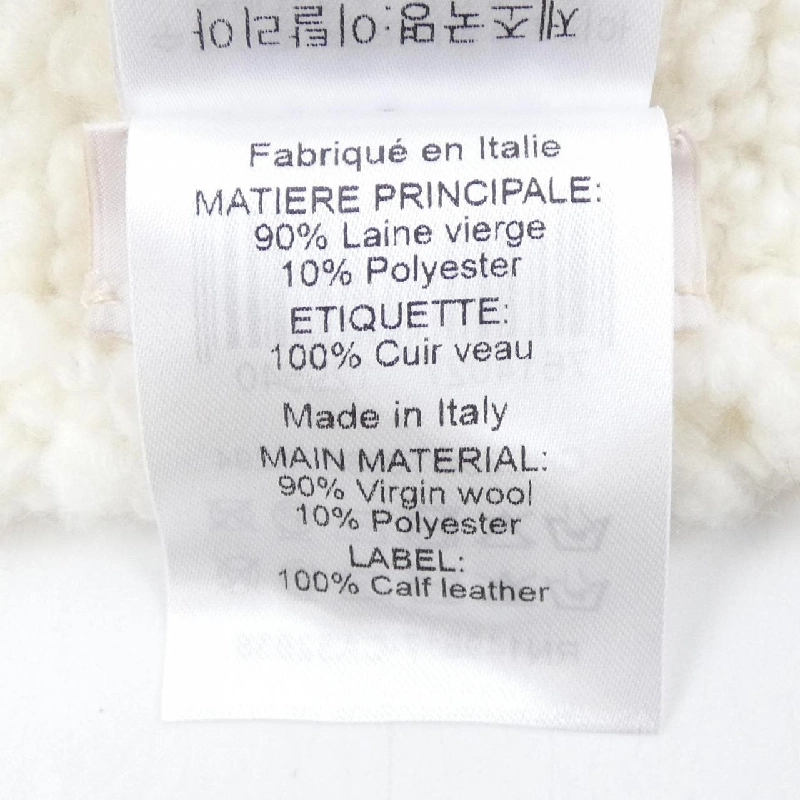 Fabriqué en Italie
MATIERE PRINCIPALE:
90% Laine vierge
10% Polyester
ETIQUETTE:
100% Cuir veau
Made in Italy
MAIN MATERIAL:
90% Virgin wool
10% Polyester
LABEL:
100% Calf leather